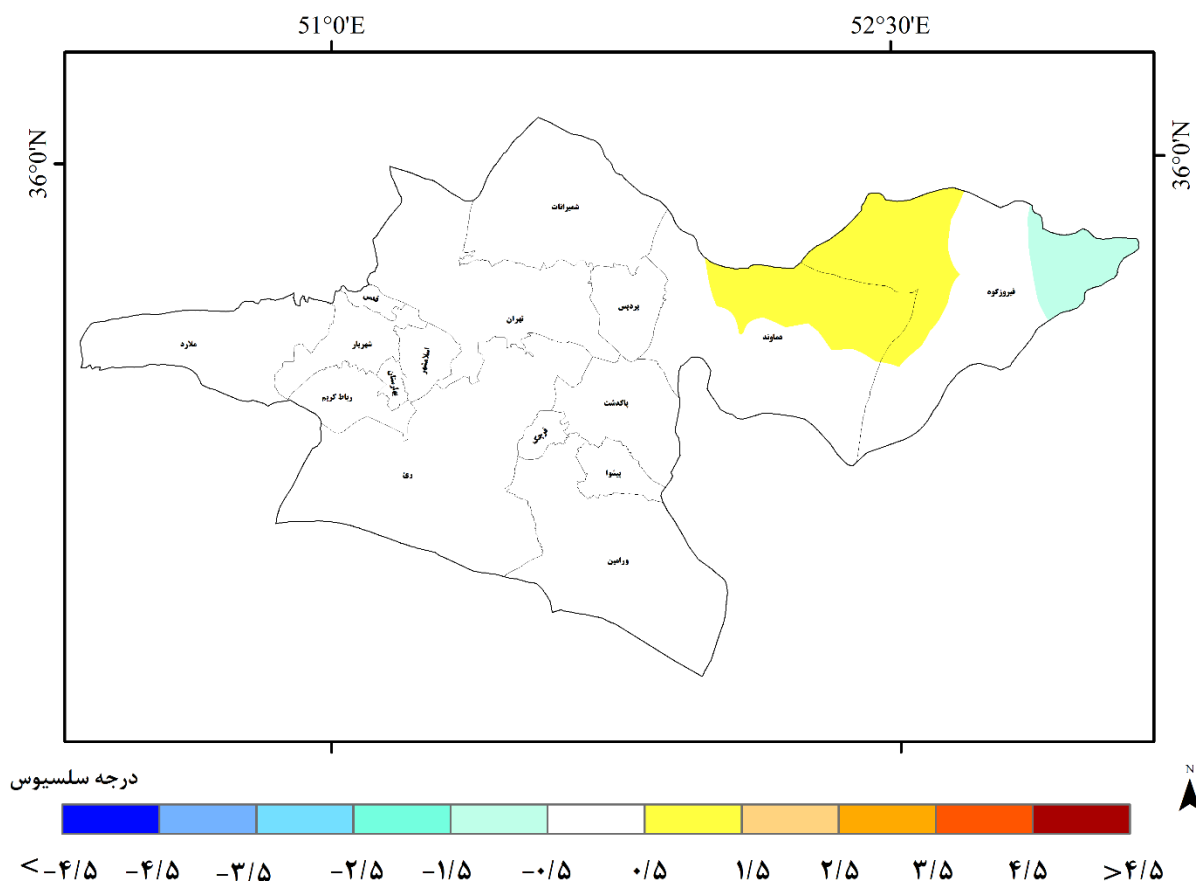 51°0'E
52°30'E
36°0'N
36°0'N
شمیرانات
قدس
تهران
پردیس
فیروزکوه
ملارد
شهریار
اسلامشهر
دماوند
بهارستان
رباط کریم
پاکدشت
قرچک
ری
پیشوا
ورامین
درجه سلسیوس
N
<-۴/۵
-۴/۵
-۳/۵
-۲/۵
-۱/۵
-۰/۵
۰/۵
۱/۵
۲/۵
۳/۵
۴/۵
>۴/۵